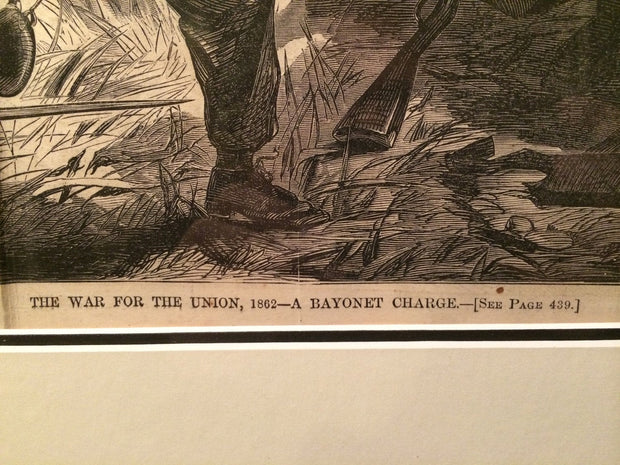 THE WAR FOR THE UNION, 1862—A BAYONET CHARGE.—[SEE PAGE 439.]